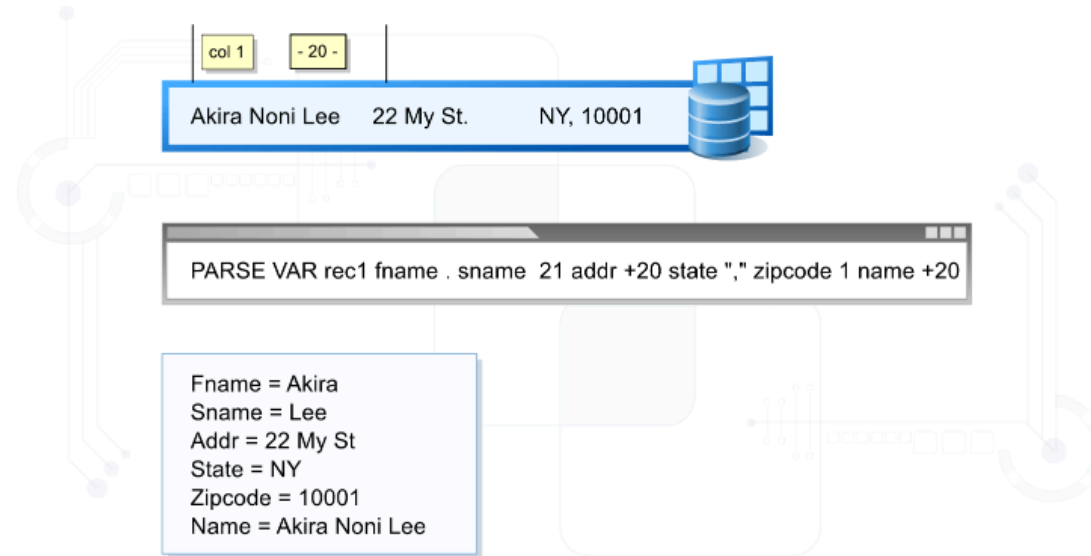 col 1 - 20 -
Akira Noni Lee 22 My St. NY, 10001
PARSE VAR rec1 fname . sname 21 addr +20 state "," zipcode 1 name +20
Fname = Akira
Sname = Lee
Addr = 22 My St
State = NY
Zipcode = 10001
Name = Akira Noni Lee